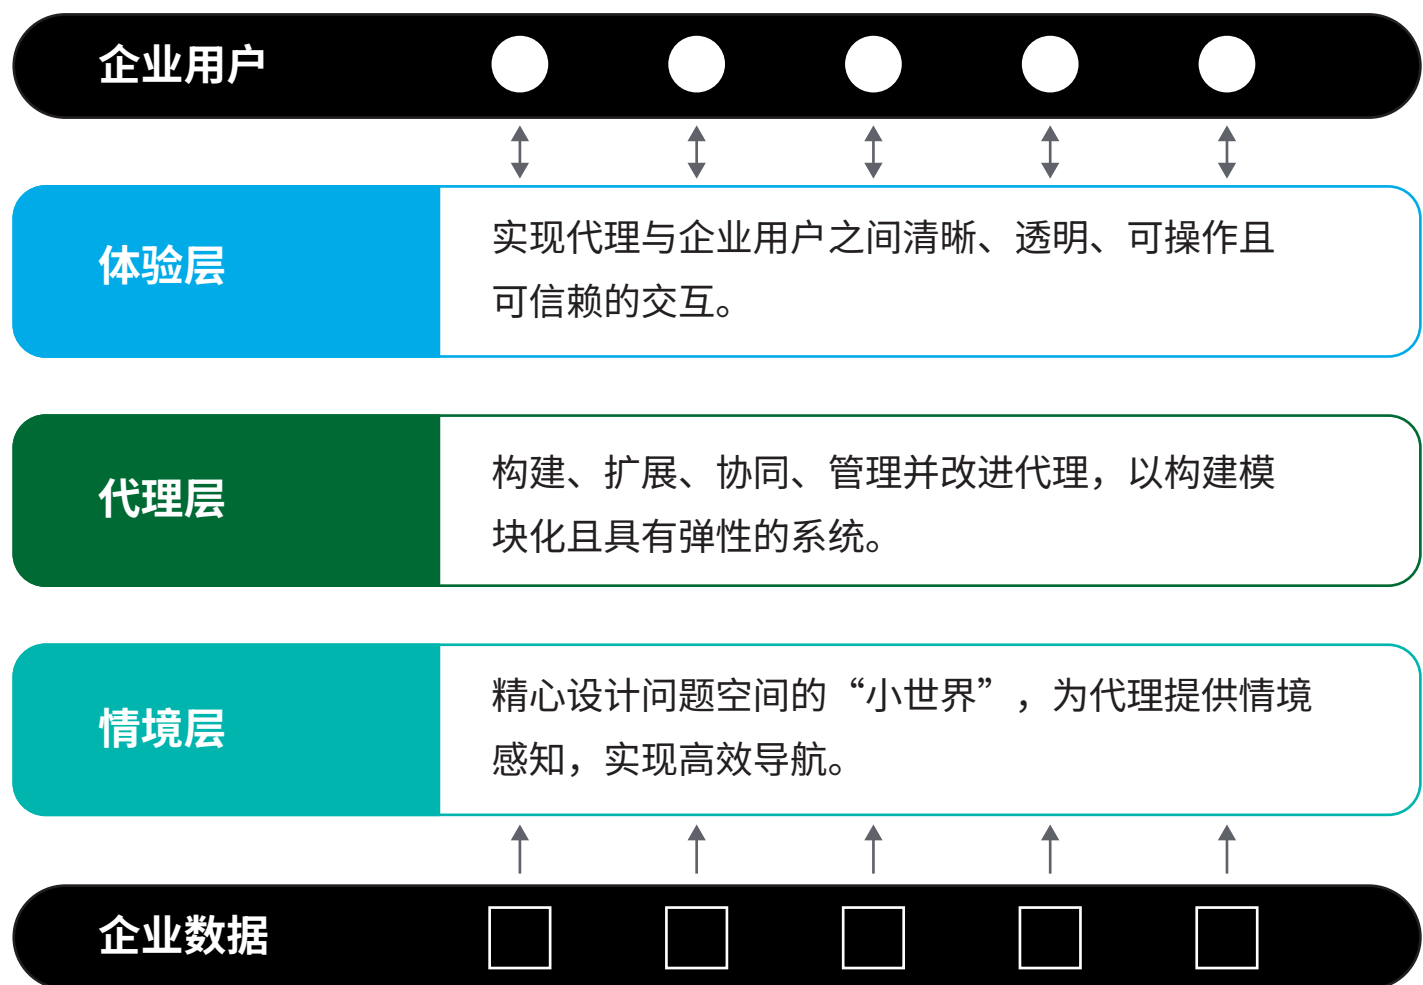 企业用户
体验层
实现代理与企业用户之间清晰、透明、可操作且
可信赖的交互。
代理层
构建、扩展、协同、管理并改进代理，以构建模
块化且具有弹性的系统。
情境层
精心设计问题空间的“小世界”，为代理提供情境
感知，实现高效导航。
企业数据